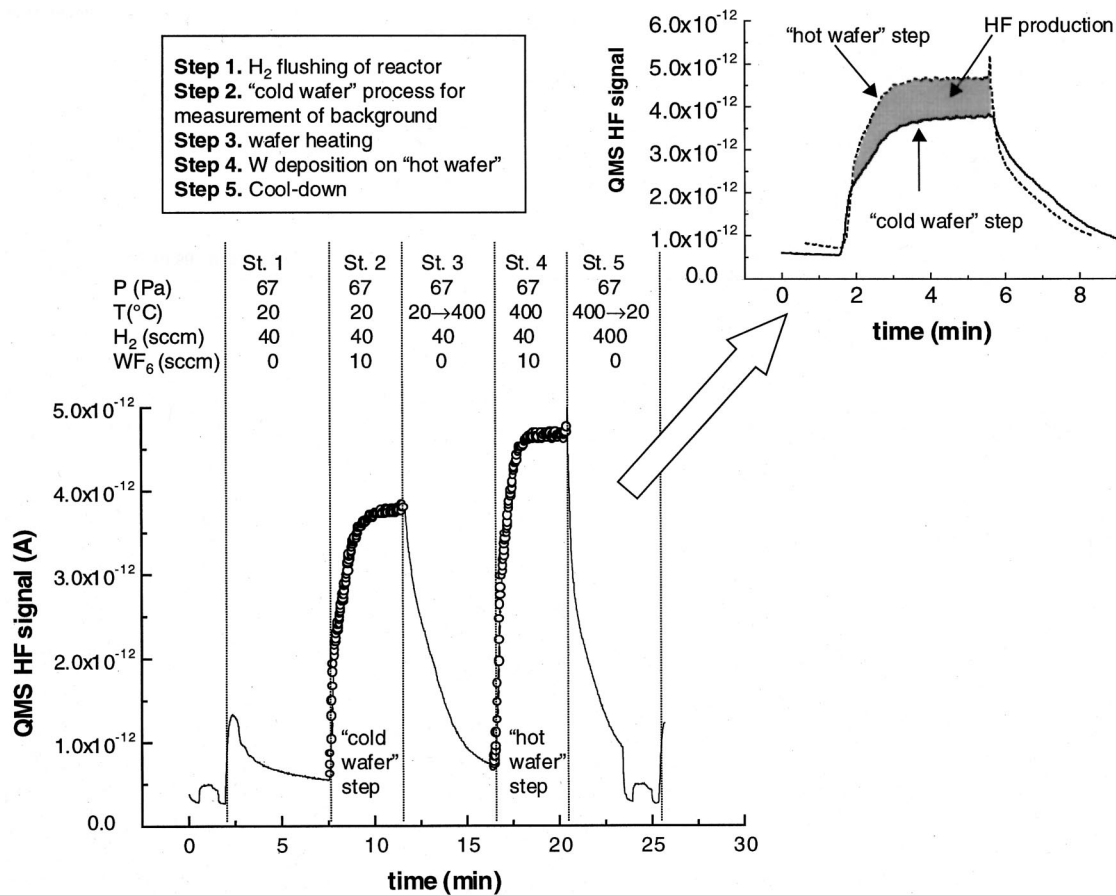 Step 1. H2 flushing of reactor
Step 2. “cold wafer” process for
measurement of background
Step 3. wafer heating
Step 4. W deposition on “hot wafer”
Step 5. Cool-down
6.0x10-12
5.0x10-12
4.0x10-12
3.0x10-12
4.0x10-12
1.0x10-12
0.0
QMS HF signal
“hot wafer” step
HF production
“cold wafer” step
0 2 4 6 8
time (min)
St. 1 St. 2 St. 3 St. 4 St. 5
P (Pa) 67 67 67 67 67
T(°C) 20 20 20→400 400 400→20
H2 (sccm) 40 40 40 40 400
WF6 (sccm) 0 10 0 10 0
5.0x10-12
4.0x10-12
3.0x10-12
2.0x10-12
1.0x10-12
0.0
QMS HF signal (A)
“cold
wafer”
step
“hot
wafer”
step
0 5 10 15 20 25 30
time (min)